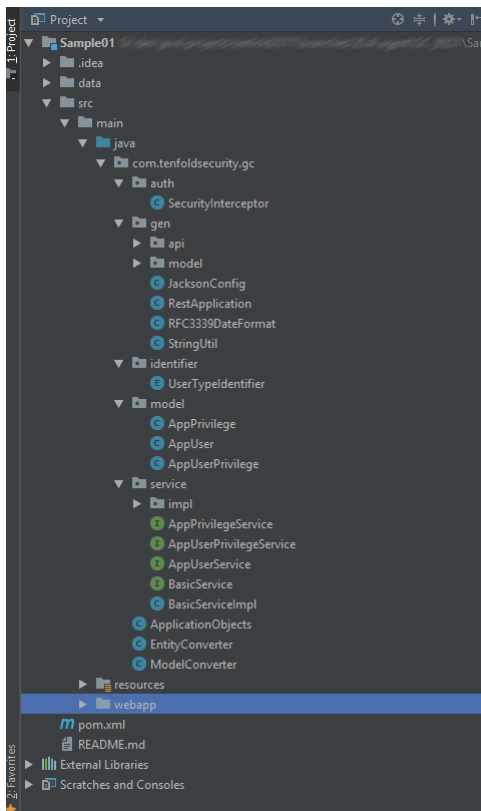 Project
1: Project
Sample01
.idea
data
src
main
java
com.tenfoldsecurity.gc
auth
SecurityInterceptor
gen
api
model
JacksonConfig
RestApplication
RFC3339DateFormat
StringUtil
identifier
UserTypeIdentifier
model
AppPrivilege
AppUser
AppUserPrivilege
service
impl
AppPrivilegeService
AppUserPrivilegeService
AppUserService
BasicService
BasicServiceImpl
ApplicationObjects
EntityConverter
ModelConverter
resources
webapp
pom.xml
README.md
External Libraries
Scratches and Consoles
2: Favorites